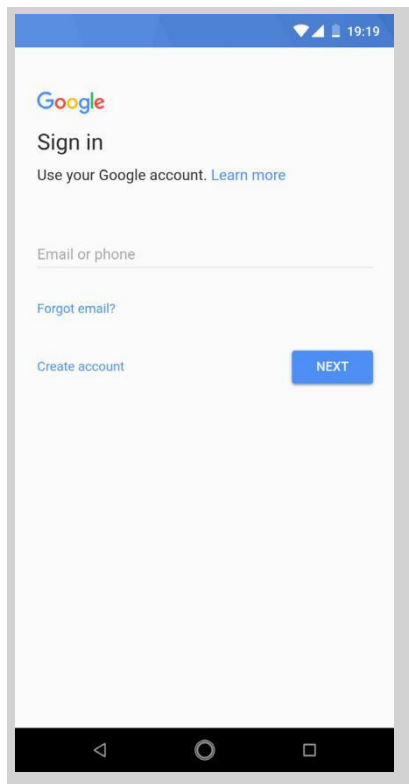 19:19
Google
Sign in
Use your Google account. Learn more
Email or phone
Forgot email?
Create account
NEXT